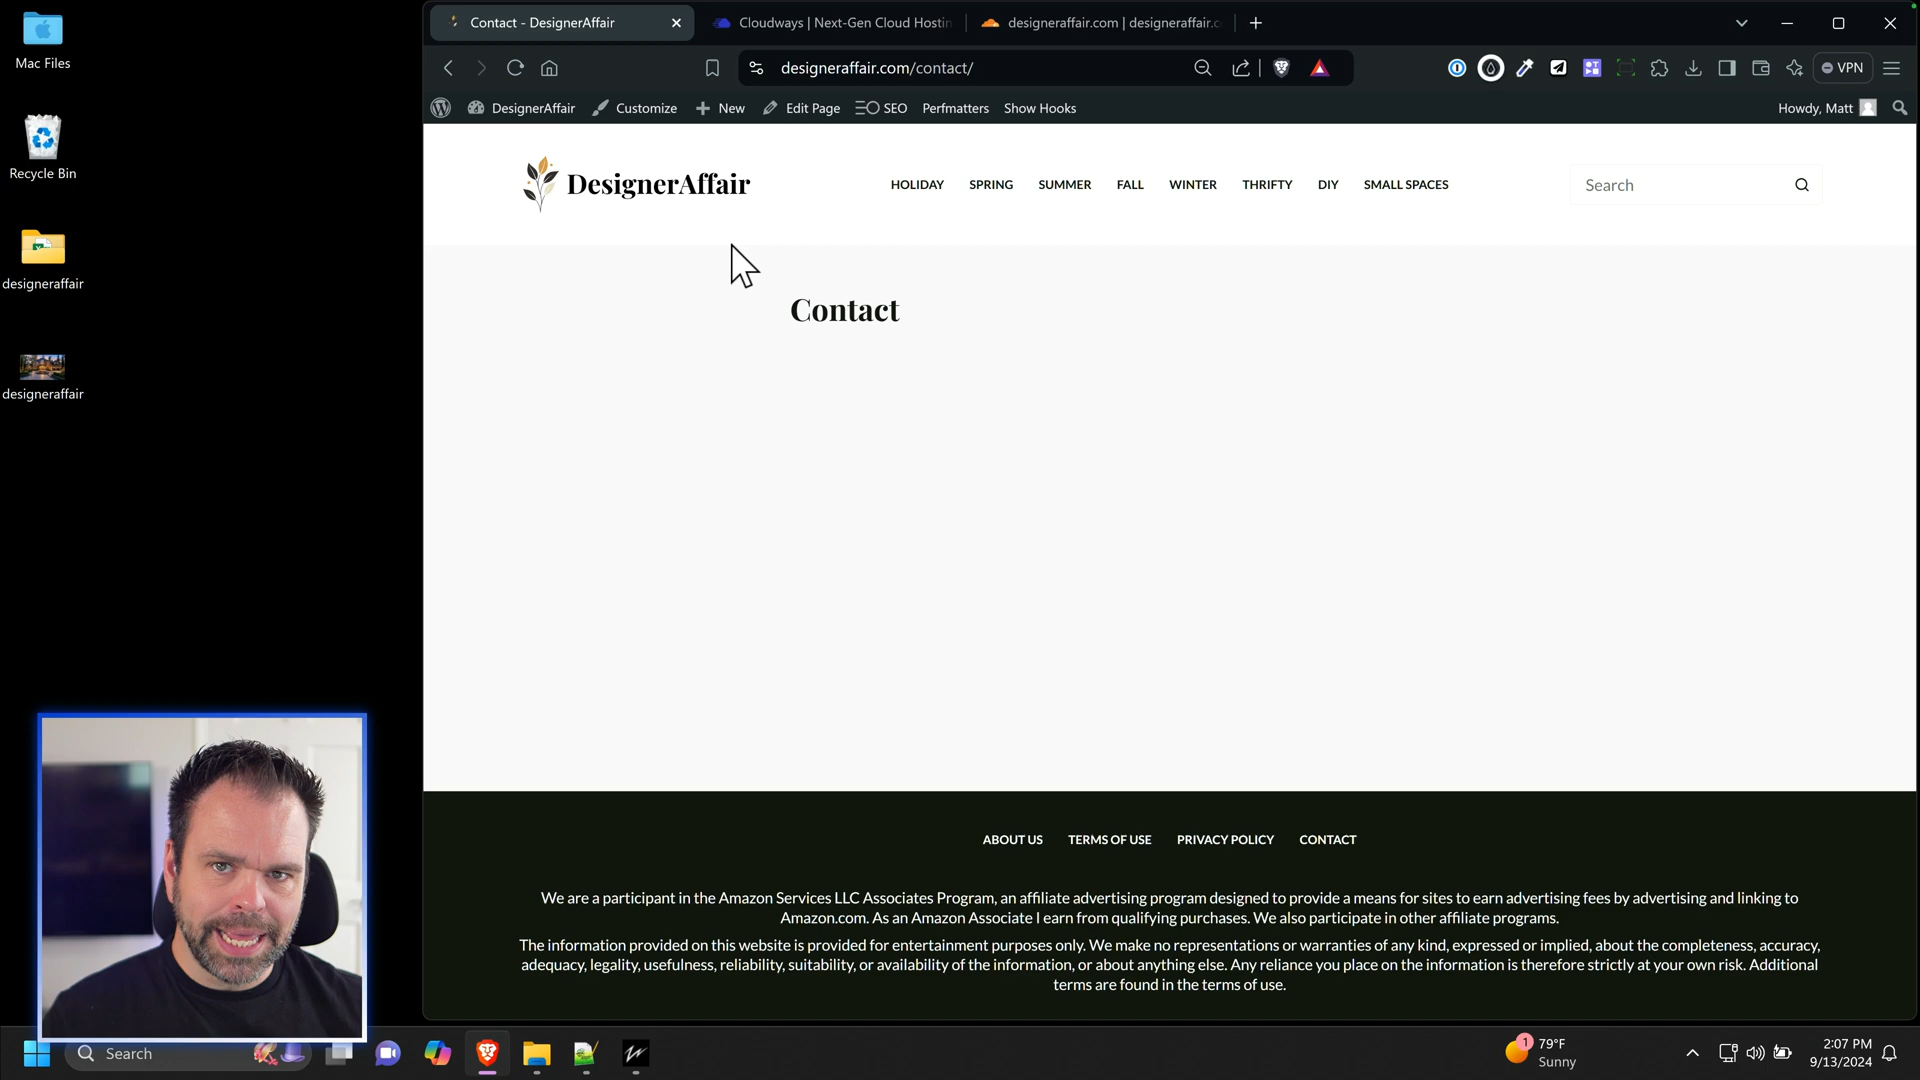 Mac Files
Recycle Bin
designeraffair
designeraffair
Contact - DesignerAffair
Cloudways | Next-Gen Cloud Hostin
designeraffair.com | designeraffair.c
designeraffair.com/contact/
VPN
DesignerAffair
Customize
New
Edit Page
SEO
Perfmatters
Show Hooks
Howdy, Matt
DesignerAffair
HOLIDAY
SPRING
SUMMER
FALL
WINTER
THRIFTY
DIY
SMALL SPACES
Search
Contact
ABOUT US
TERMS OF USE
PRIVACY POLICY
CONTACT
We are a participant in the Amazon Services LLC Associates Program, an affiliate advertising program designed to provide a means for sites to earn advertising fees by advertising and linking to
Amazon.com. As an Amazon Associate I earn from qualifying purchases. We also participate in other affiliate programs.
The information provided on this website is provided for entertainment purposes only. We make no representations or warranties of any kind, expressed or implied, about the completeness, accuracy,
adequacy, legality, usefulness, reliability, suitability, or availability of the information, or about anything else. Any reliance you place on the information is therefore strictly at your own risk. Additional
terms are found in the terms of use.
Search
1
79°F
Sunny
2:07 PM
9/13/2024